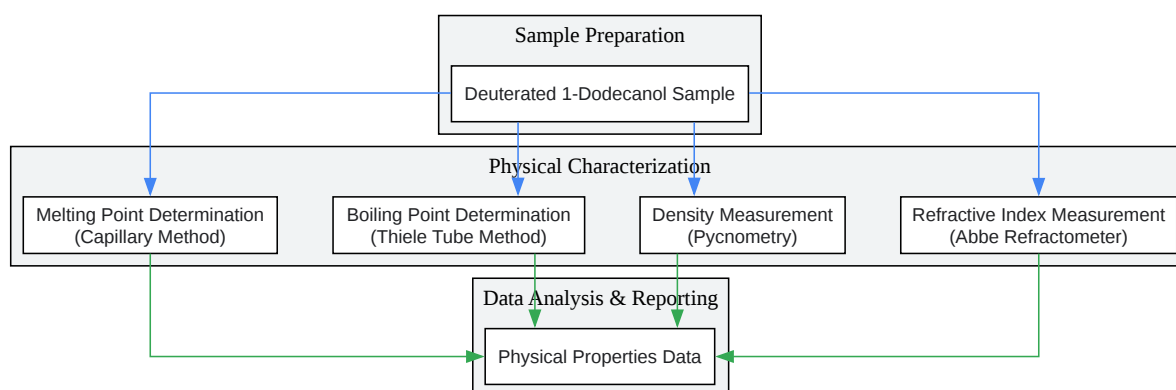 Sample Preparation
Deuterated 1-Dodecanol Sample
Physical Characterization
Melting Point Determination
(Capillary Method)
Boiling Point Determination
(Thiele Tube Method)
Density Measurement
(Pycnometry)
Refractive Index Measurement
(Abbe Refractometer)
Data Analysis & Reporting
Physical Properties Data